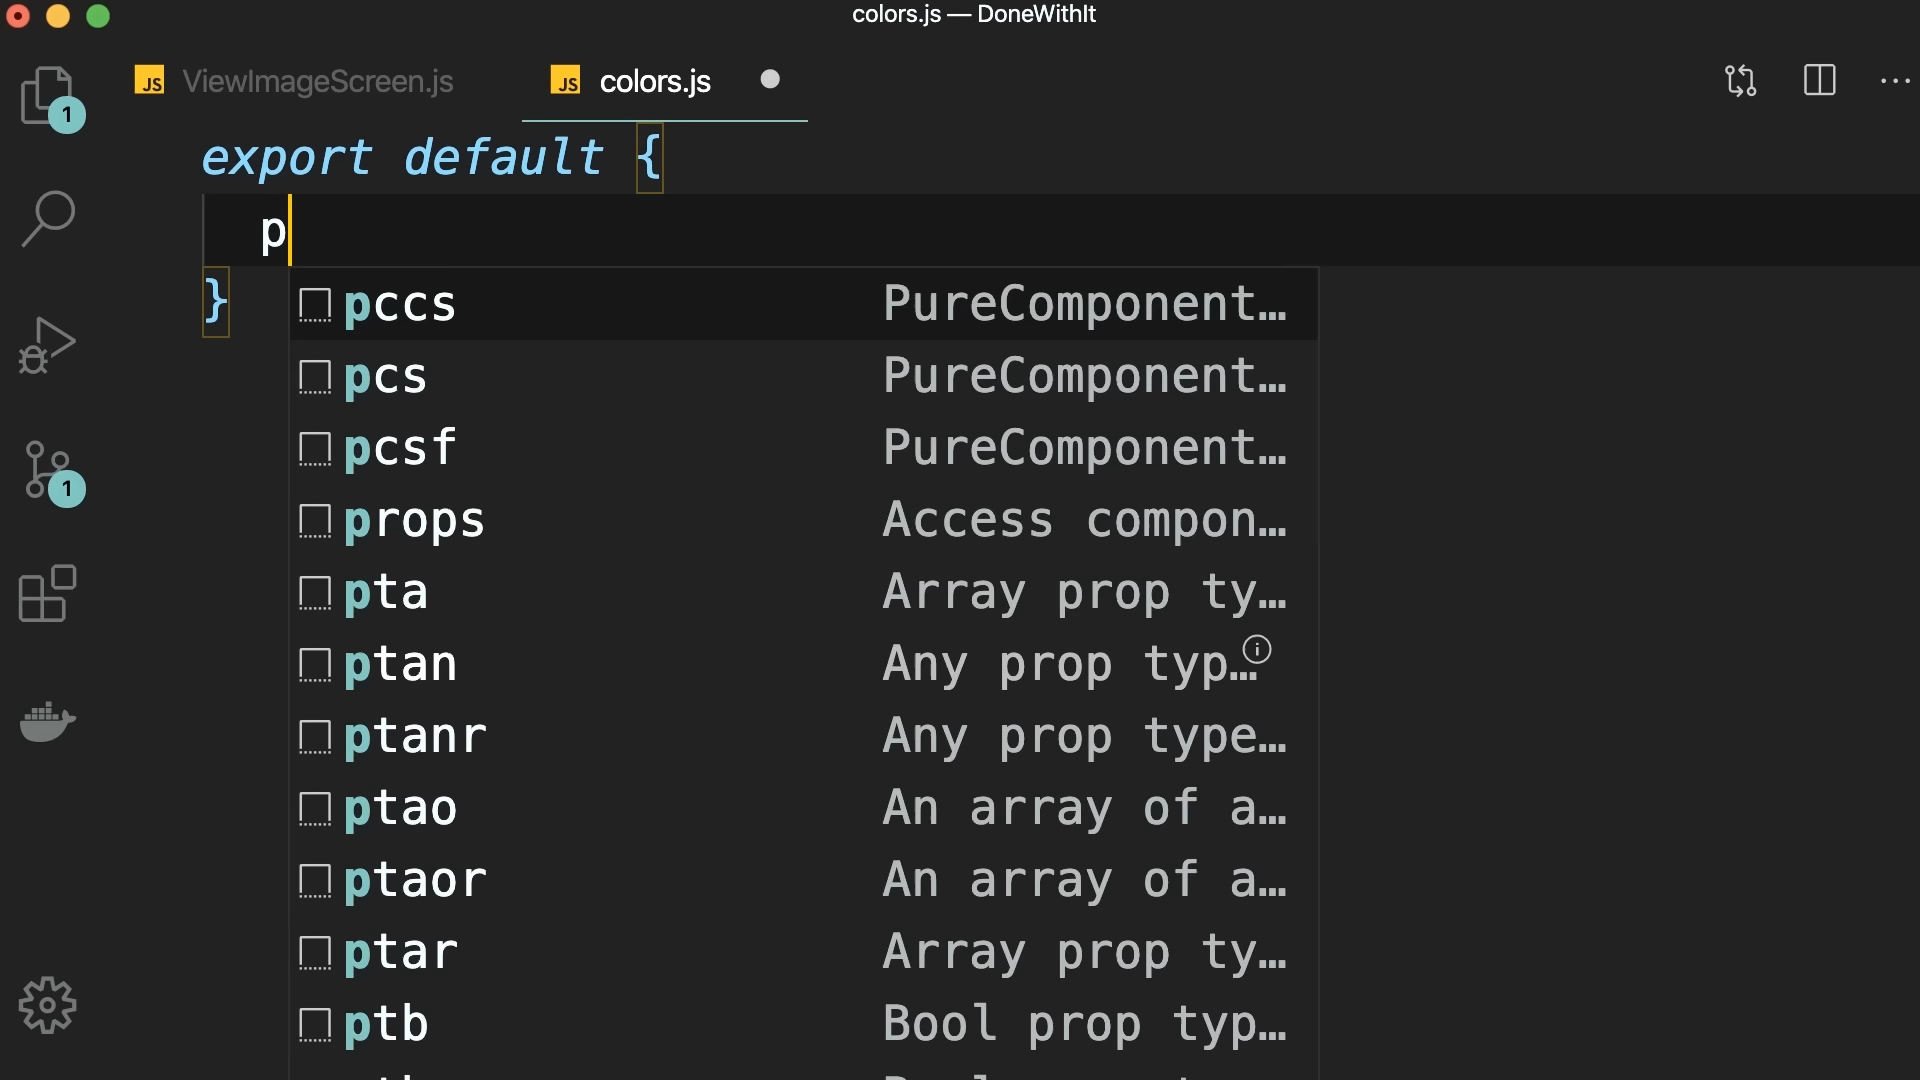 colors.js — DoneWithIt
JS ViewImageScreen.js
JS colors.js
1
export default {
p
}
pccs PureComponent…
pcs PureComponent…
pcsf PureComponent…
props Access compon…
pta Array prop ty…
ptan Any prop typ…
ptanr Any prop type…
ptao An array of a…
ptaor An array of a…
ptar Array prop ty…
ptb Bool prop typ…
1